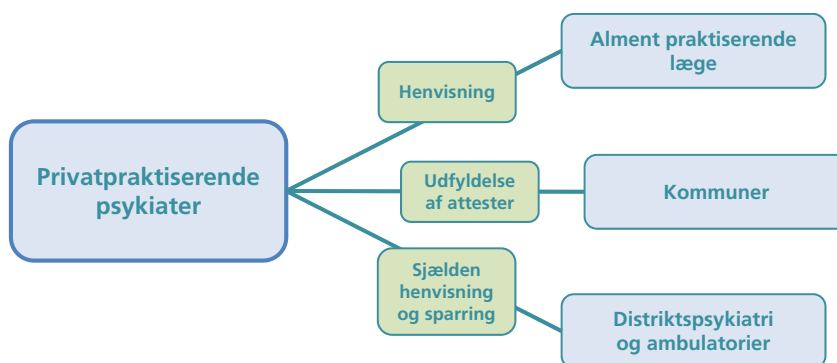 Privatpraktiserende
psykiater
Henvisning
Alment praktiserende
læge
Udfyldelse
af attester
Kommuner
Sjælden
henvisning
og sparring
Distriktspsykiatri
og ambulatorier